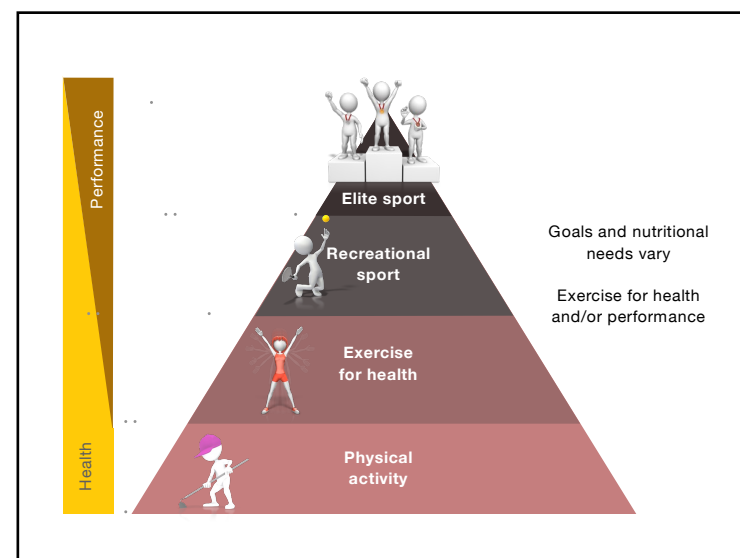 Performance
Health
Elite sport
Recreational
sport
Exercise
for health
Physical
activity
Goals and nutritional
needs vary
Exercise for health
and/or performance